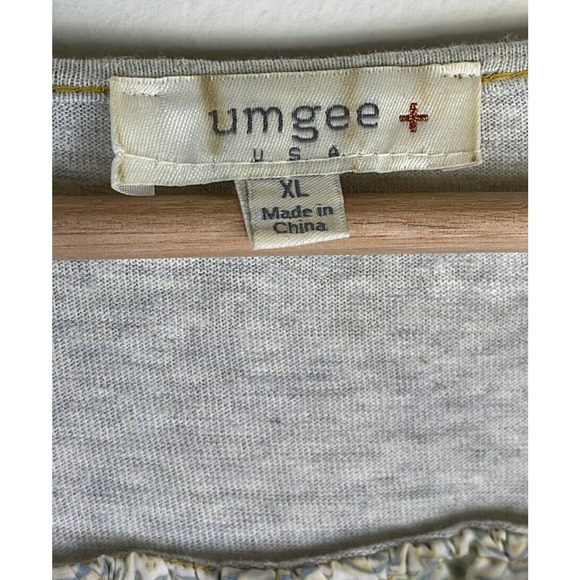 umgee +
USA
XL
Made in
China